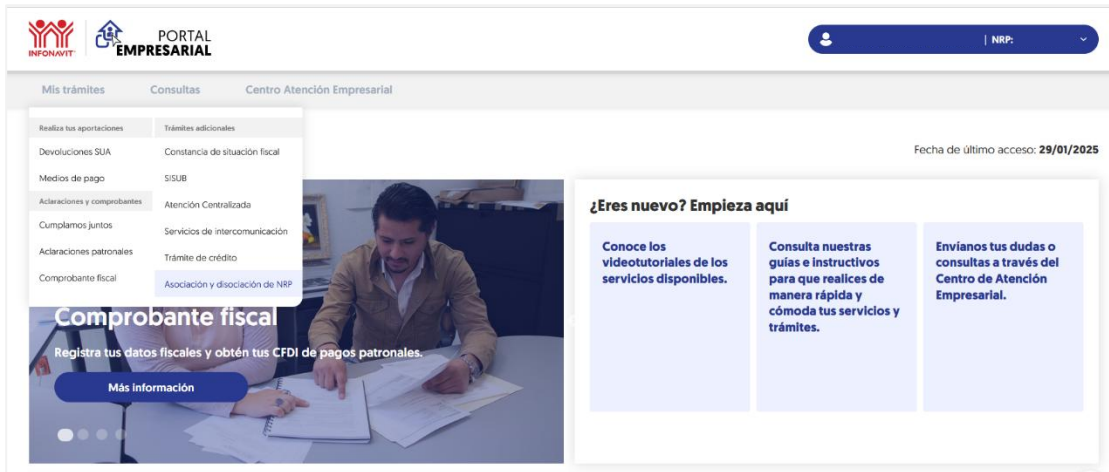 INFONAVIT
PORTAL
EMPRESARIAL
| NRP:
Mis trámites
Consultas
Centro Atención Empresarial
Realiza tus aportaciones
Devoluciones SUA
Medios de pago
Aclaraciones y comprobantes
Cumplamos juntos
Aclaraciones patronales
Comprobante fiscal
Trámites adicionales
Constancia de situación fiscal
SISUB
Atención Centralizada
Servicios de intercomunicación
Trámite de crédito
Asociación y disociación de NRP
Fecha de último acceso: 29/01/2025
Comprobante fiscal
Registra tus datos fiscales y obtén tus CFDI de pagos patronales.
Más información
¿Eres nuevo? Empieza aquí
Conoce los
videotutoriales de los
servicios disponibles.
Consulta nuestras
guías e instructivos
para que realices de
manera rápida y
cómoda tus servicios y
trámites.
Envíanos tus dudas o
consultas a través del
Centro de Atención
Empresarial.